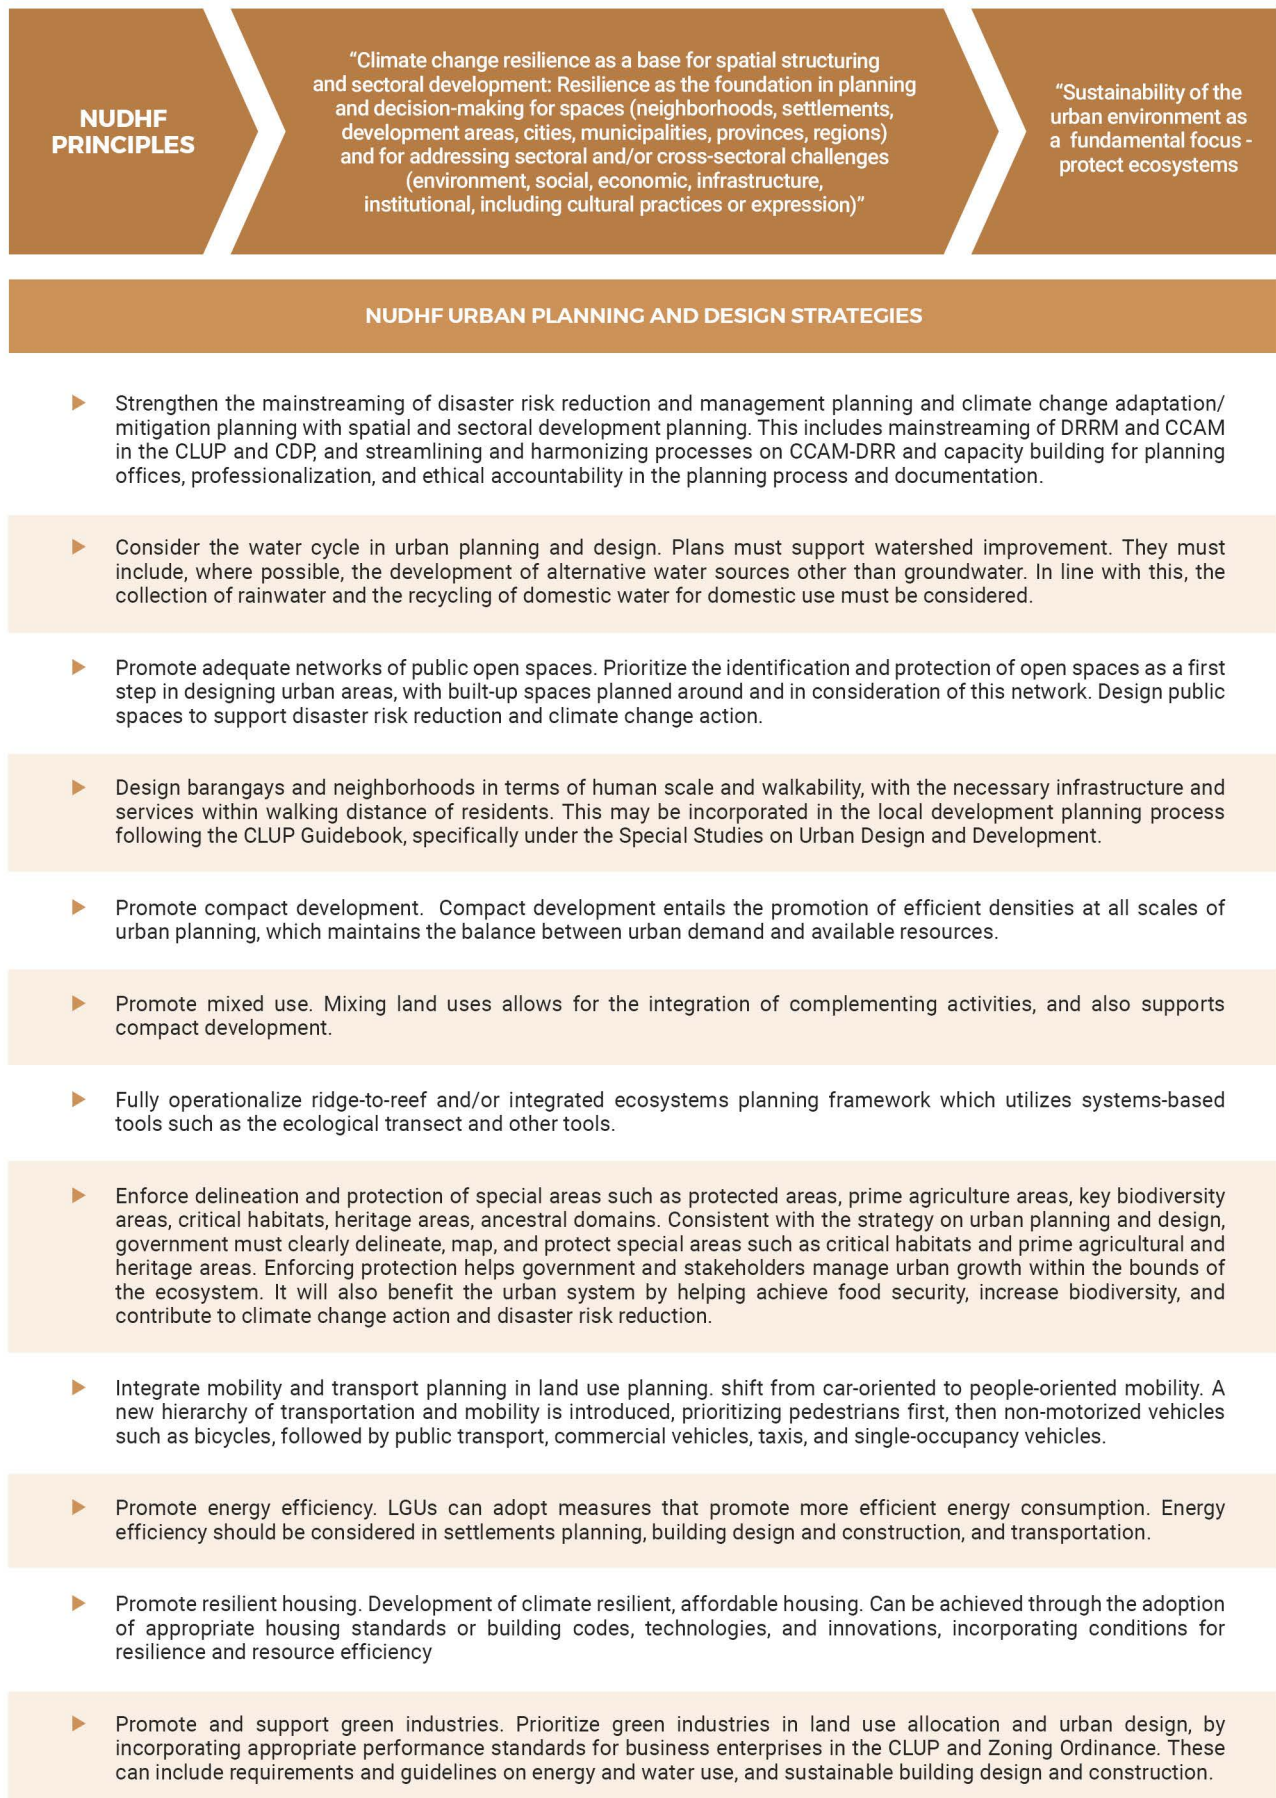 NUDHF
PRINCIPLES
“Climate change resilience as a base for spatial structuring
and sectoral development: Resilience as the foundation in planning
and decision-making for spaces (neighborhoods, settlements,
development areas, cities, municipalities, provinces, regions)
and for addressing sectoral and/or cross-sectoral challenges
(environment, social, economic, infrastructure,
institutional, including cultural practices or expression)”
“Sustainability of the
urban environment as
a fundamental focus -
protect ecosystems
NUDHF URBAN PLANNING AND DESIGN STRATEGIES
Strengthen the mainstreaming of disaster risk reduction and management planning and climate change adaptation/
mitigation planning with spatial and sectoral development planning. This includes mainstreaming of DRRM and CCAM
in the CLUP and CDP, and streamlining and harmonizing processes on CCAM-DRR and capacity building for planning
offices, professionalization, and ethical accountability in the planning process and documentation.
Consider the water cycle in urban planning and design. Plans must support watershed improvement. They must
include, where possible, the development of alternative water sources other than groundwater. In line with this, the
collection of rainwater and the recycling of domestic water for domestic use must be considered.
Promote adequate networks of public open spaces. Prioritize the identification and protection of open spaces as a first
step in designing urban areas, with built-up spaces planned around and in consideration of this network. Design public
spaces to support disaster risk reduction and climate change action.
Design barangays and neighborhoods in terms of human scale and walkability, with the necessary infrastructure and
services within walking distance of residents. This may be incorporated in the local development planning process
following the CLUP Guidebook, specifically under the Special Studies on Urban Design and Development.
Promote compact development. Compact development entails the promotion of efficient densities at all scales of
urban planning, which maintains the balance between urban demand and available resources.
Promote mixed use. Mixing land uses allows for the integration of complementing activities, and also supports
compact development.
Fully operationalize ridge-to-reef and/or integrated ecosystems planning framework which utilizes systems-based
tools such as the ecological transect and other tools.
Enforce delineation and protection of special areas such as protected areas, prime agriculture areas, key biodiversity
areas, critical habitats, heritage areas, ancestral domains. Consistent with the strategy on urban planning and design,
government must clearly delineate, map, and protect special areas such as critical habitats and prime agricultural and
heritage areas. Enforcing protection helps government and stakeholders manage urban growth within the bounds of
the ecosystem. It will also benefit the urban system by helping achieve food security, increase biodiversity, and
contribute to climate change action and disaster risk reduction.
Integrate mobility and transport planning in land use planning. shift from car-oriented to people-oriented mobility. A
new hierarchy of transportation and mobility is introduced, prioritizing pedestrians first, then non-motorized vehicles
such as bicycles, followed by public transport, commercial vehicles, taxis, and single-occupancy vehicles.
Promote energy efficiency. LGUs can adopt measures that promote more efficient energy consumption. Energy
efficiency should be considered in settlements planning, building design and construction, and transportation.
Promote resilient housing. Development of climate resilient, affordable housing. Can be achieved through the adoption
of appropriate housing standards or building codes, technologies, and innovations, incorporating conditions for
resilience and resource efficiency
Promote and support green industries. Prioritize green industries in land use allocation and urban design, by
incorporating appropriate performance standards for business enterprises in the CLUP and Zoning Ordinance. These
can include requirements and guidelines on energy and water use, and sustainable building design and construction.